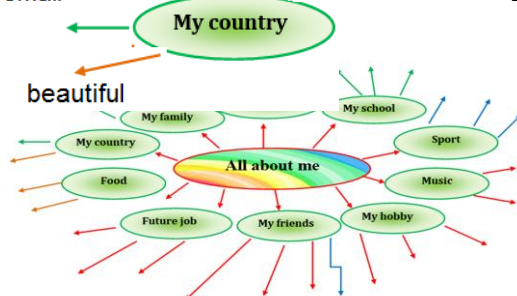 My country
beautiful
My family
My school
My country
Sport
All about me
Food
Music
Future job
My friends
My hobby